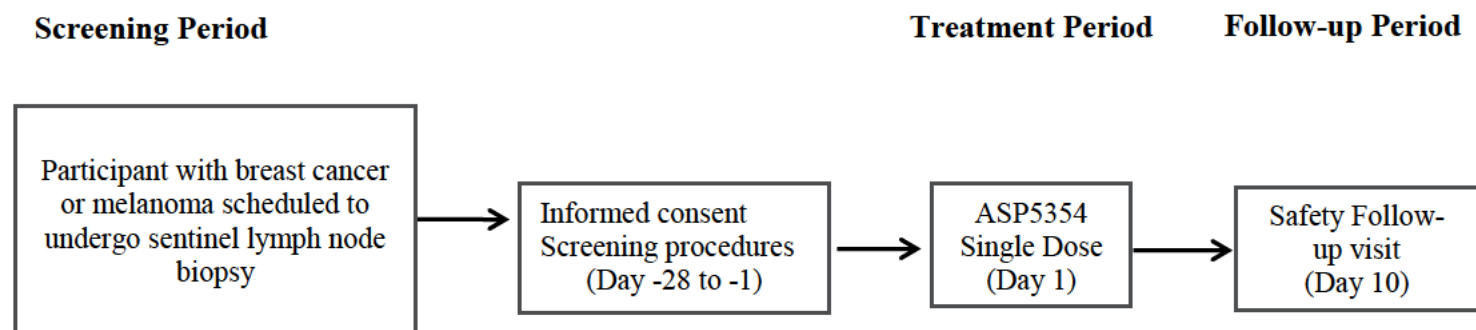 Screening Period
Treatment Period
Follow-up Period
Participant with breast cancer
or melanoma scheduled to
undergo sentinel lymph node
biopsy
Informed consent
Screening procedures
(Day -28 to -1)
ASP5354
Single Dose
(Day 1)
Safety Follow-
up visit
(Day 10)